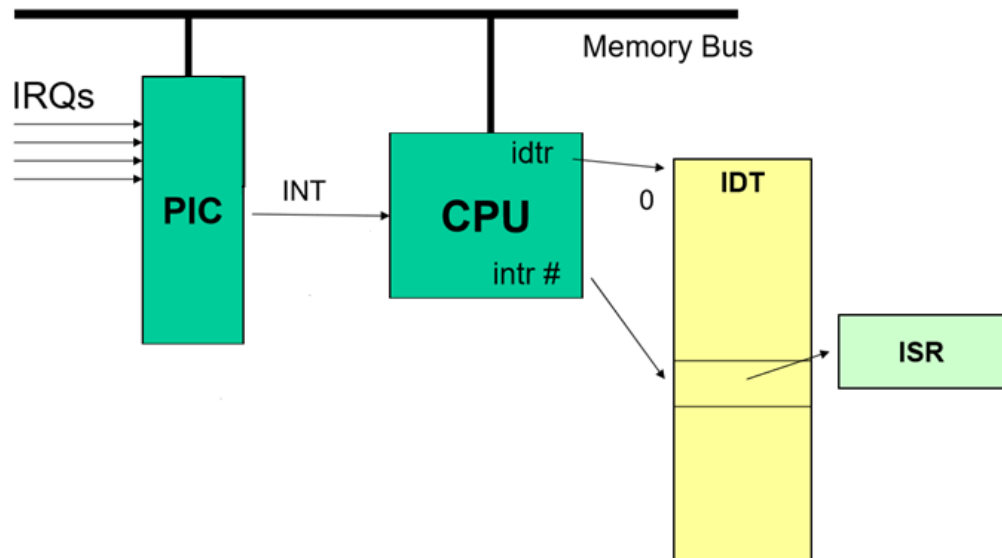 Memory Bus
IRQs
idtr
IDT
INT
0
PIC
CPU
intr #
ISR